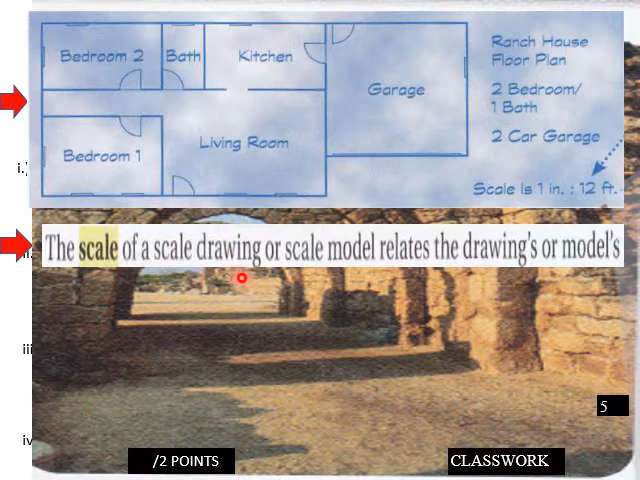 Bedroom 2
Bath
Kitchen
Garage
Ranch House
Floor Plan
2 Bedroom/
1 Bath
2 Car Garage
Living Room
Bedroom 1
i.)
Scale is 1 in. : 12 ft.
The scale of a scale drawing or scale model relates the drawing's or model's
iii
5
iv
/2 POINTS
CLASSWORK